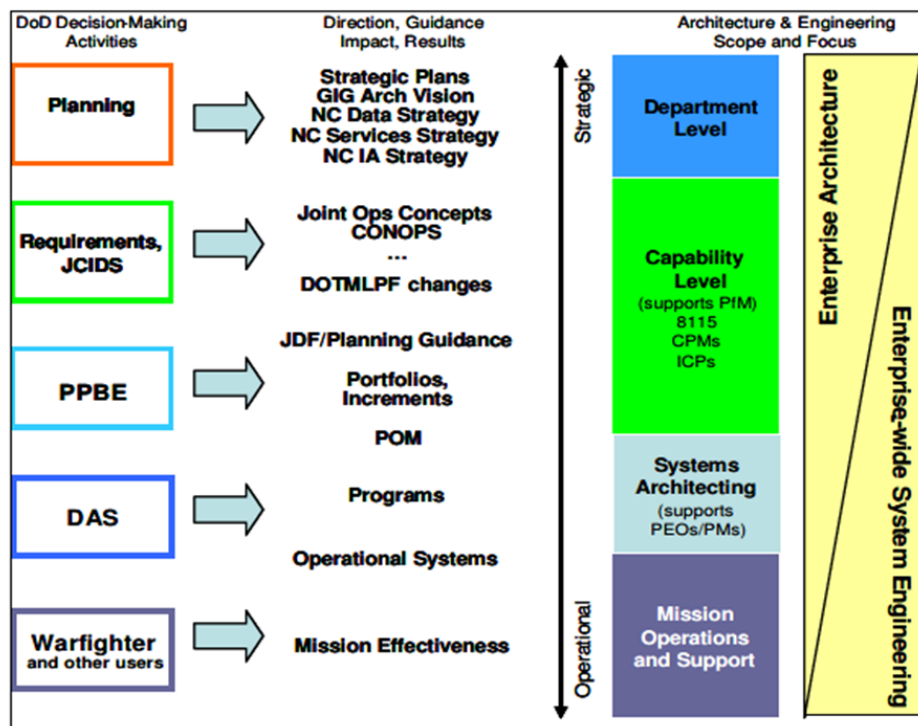 DoD Decision-Making
Activities
Direction, Guidance
Impact, Results
Architecture & Engineering
Scope and Focus
Planning
Strategic Plans
GIG Arch Vision
NC Data Strategy
NC Services Strategy
NC IA Strategy
Requirements,
JCIDS
Joint Ops Concepts
CONOPS
...
DOTMLPF changes
PPBE
JDF/Planning Guidance
Portfolios,
Increments
POM
DAS
Programs
Operational Systems
Warfighter
and other users
Mission Effectiveness
Strategic
Operational
Department
Level
Capability
Level
(supports PfM)
8115
CPMs
ICPs
Systems
Architecting
(supports
PEOs/PMs)
Mission
Operations
and Support
Enterprise Architecture
Enterprise-wide System Engineering